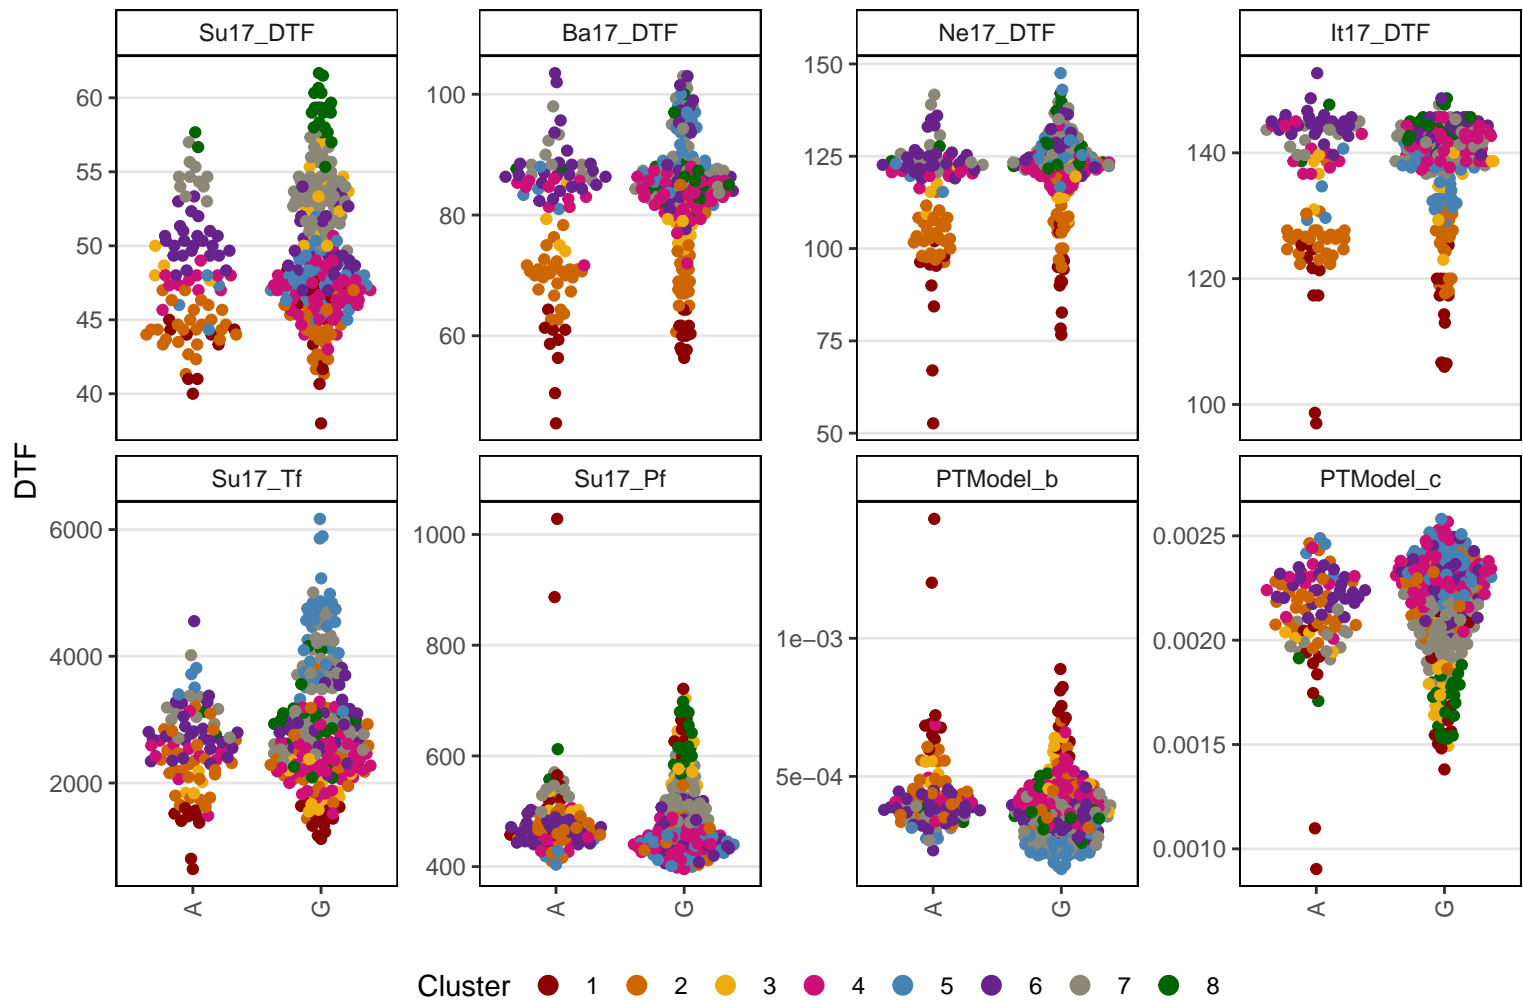 Su17_DTF
Ba17_DTF
Ne17_DTF
It17_DTF
60
55
50
45
40
100
80
60
150
125
100
75
50
140
120
100
DTF
Su17_Tf
Su17_Pf
PTModel_b
PTModel_c
6000
4000
2000
1000
800
600
400
1e−03
5e−04
0.0025
0.0020
0.0015
0.0010
A
G
A
G
A
G
A
G
Cluster 1 2 3 4 5 6 7 8